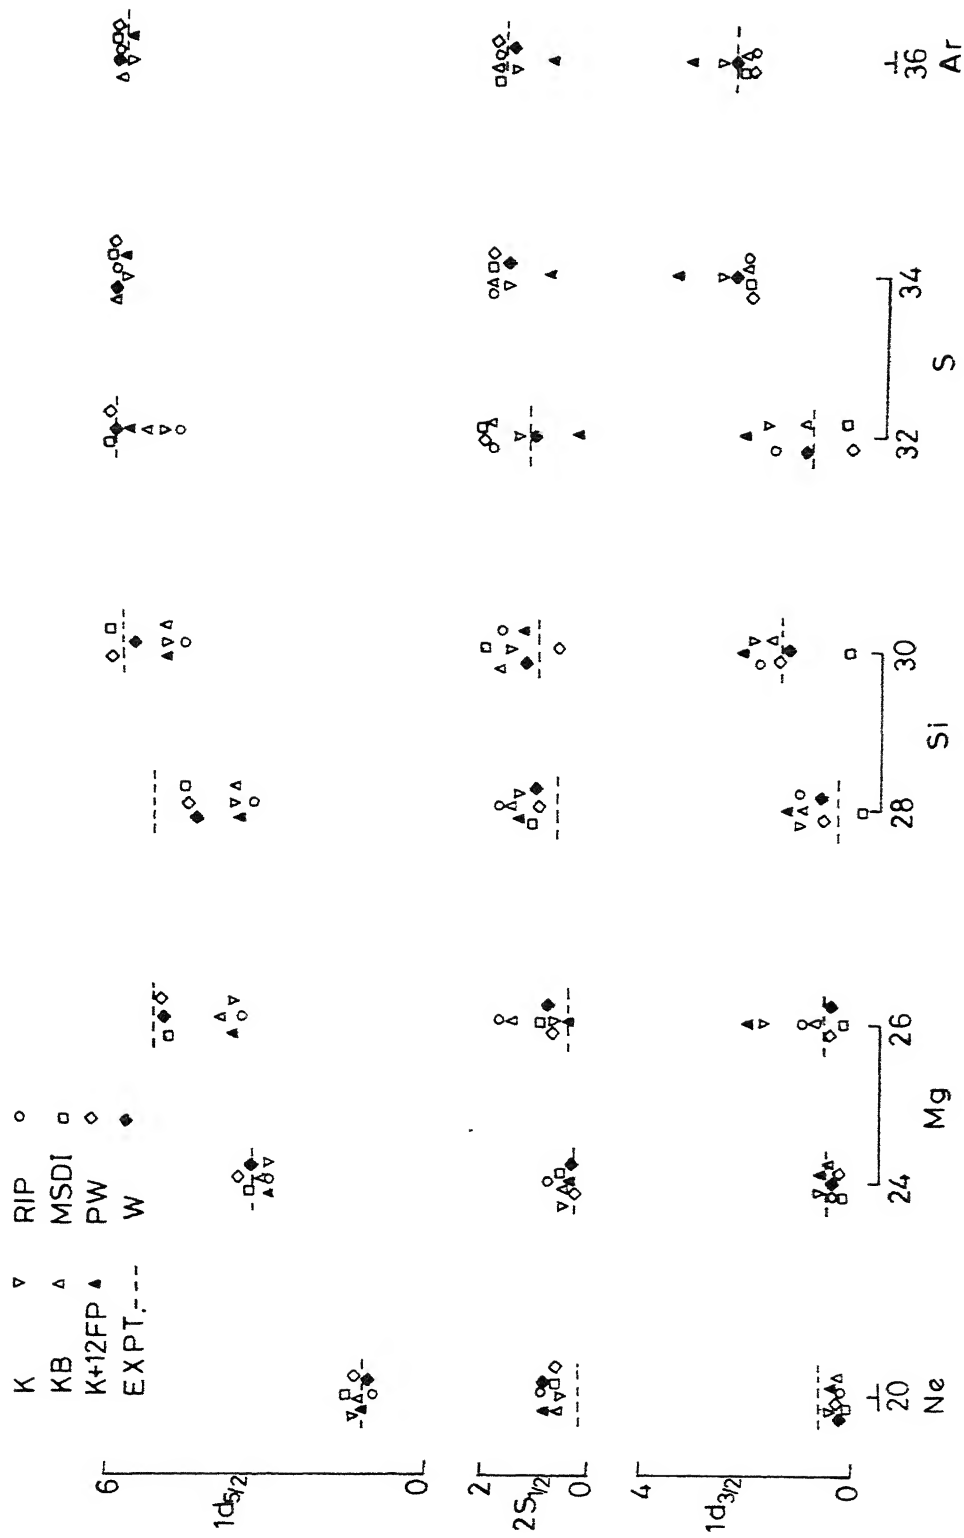 K ▽ RIP ○
KB △ MSDI □
K+12FP ▲ PW ◇
EXPT. --- W ◆
6
1d5/2
0
2
2S1/2
0
4
1d3/2
0
20 24 26 28 30 32 34 36
Ne Mg Si S Ar